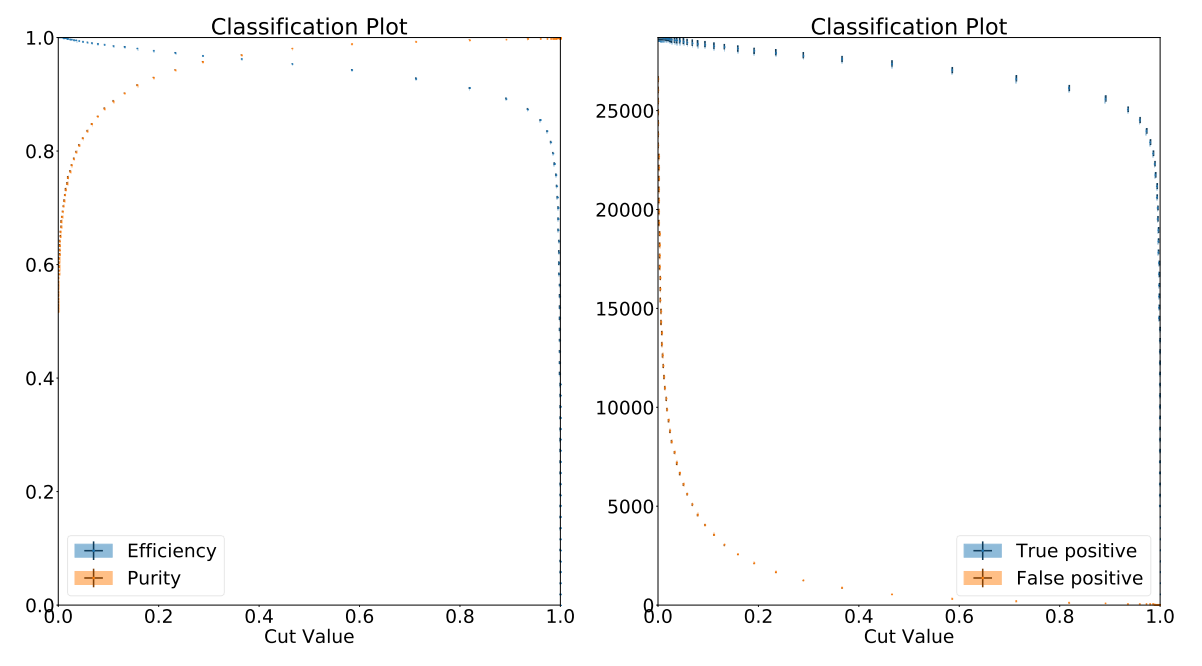 Classification Plot
1.0
0.8
0.6
0.4
0.2
0.0
Efficiency
Purity
0.0 0.2 0.4 0.6 0.8 1.0
Cut Value
Classification Plot
25000
20000
15000
10000
5000
0
True positive
False positive
0.0 0.2 0.4 0.6 0.8 1.0
Cut Value